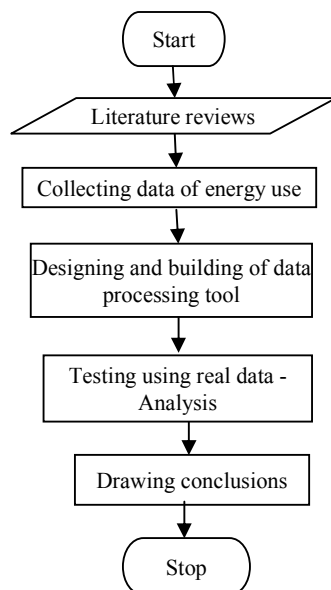 Start
Literature reviews
Collecting data of energy use
Designing and building of data
processing tool
Testing using real data -
Analysis
Drawing conclusions
Stop